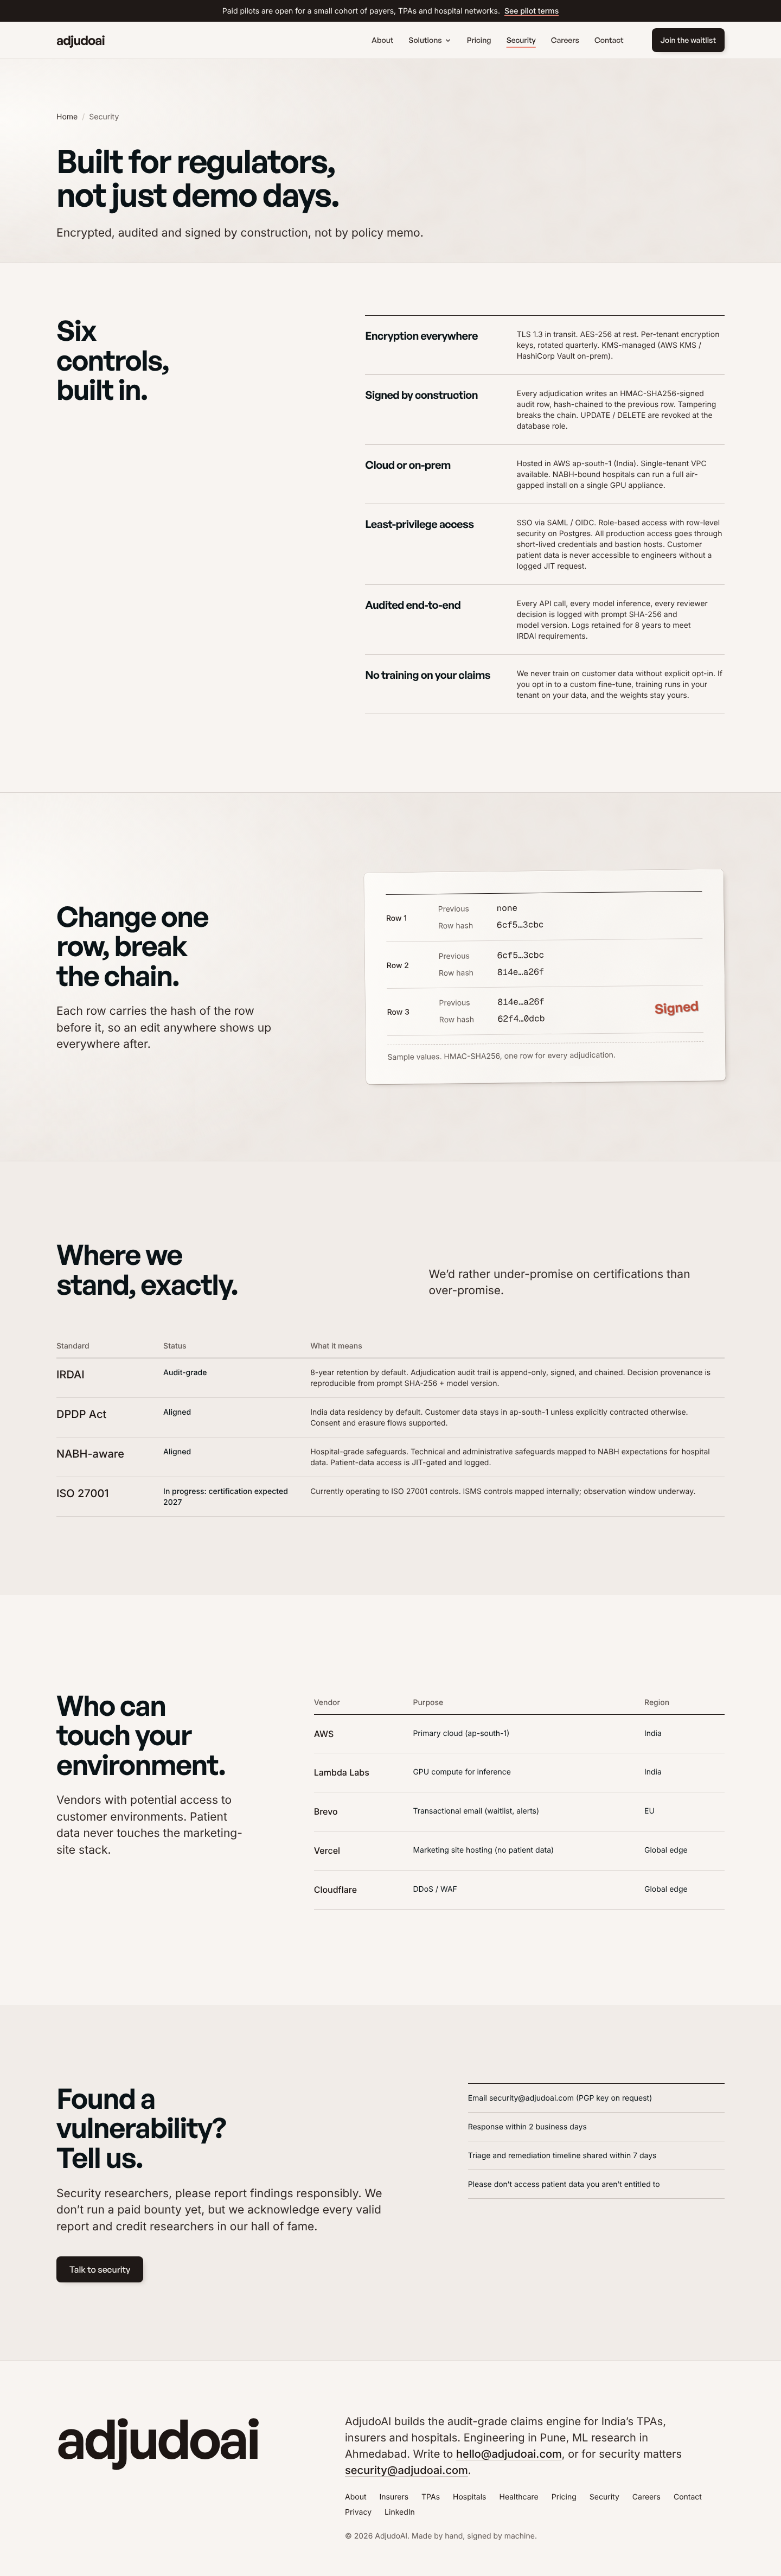 Paid pilots are open for a small cohort of payers, TPAs and hospital networks. See pilot terms
adjudoai
About Solutions Pricing Security Careers Contact Join the waitlist
Home / Security
Built for regulators,
not just demo days.
Encrypted, audited and signed by construction, not by policy memo.
Six
controls,
built in.
Encryption everywhere
TLS 1.3 in transit. AES-256 at rest. Per-tenant encryption
keys, rotated quarterly. KMS-managed (AWS KMS /
HashiCorp Vault on-prem).
Signed by construction
Every adjudication writes an HMAC-SHA256-signed
audit row, hash-chained to the previous row. Tampering
breaks the chain. UPDATE / DELETE are revoked at the
database role.
Cloud or on-prem
Hosted in AWS ap-south-1 (India). Single-tenant VPC
available. NABH-bound hospitals can run a full air-
gapped install on a single GPU appliance.
Least-privilege access
SSO via SAML / OIDC. Role-based access with row-level
security on Postgres. All production access goes through
short-lived credentials and bastion hosts. Customer
patient data is never accessible to engineers without a
logged JIT request.
Audited end-to-end
Every API call, every model inference, every reviewer
decision is logged with prompt SHA-256 and
model version. Logs retained for 8 years to meet
IRDAI requirements.
No training on your claims
We never train on customer data without explicit opt-in. If
you opt in to a custom fine-tune, training runs in your
tenant on your data, and the weights stay yours.
Change one
row, break
the chain.
Each row carries the hash of the row
before it, so an edit anywhere shows up
everywhere after.
Row 1
Previous none
Row hash 6cf5…3cbc
Row 2
Previous 6cf5…3cbc
Row hash 814e…a26f
Row 3
Previous 814e…a26f
Row hash 62f4…0dcb
Signed
Sample values. HMAC-SHA256, one row for every adjudication.
Where we
stand, exactly.
We’d rather under-promise on certifications than
over-promise.
Standard Status What it means
IRDAI Audit-grade 8-year retention by default. Adjudication audit trail is append-only, signed, and chained. Decision provenance is
reproducible from prompt SHA-256 + model version.
DPDP Act Aligned India data residency by default. Customer data stays in ap-south-1 unless explicitly contracted otherwise.
Consent and erasure flows supported.
NABH-aware Aligned Hospital-grade safeguards. Technical and administrative safeguards mapped to NABH expectations for hospital
data. Patient-data access is JIT-gated and logged.
ISO 27001 In progress: certification expected
2027
Currently operating to ISO 27001 controls. ISMS controls mapped internally; observation window underway.
Who can
touch your
environment.
Vendors with potential access to
customer environments. Patient
data never touches the marketing-
site stack.
Vendor Purpose Region
AWS Primary cloud (ap-south-1) India
Lambda Labs GPU compute for inference India
Brevo Transactional email (waitlist, alerts) EU
Vercel Marketing site hosting (no patient data) Global edge
Cloudflare DDoS / WAF Global edge
Found a
vulnerability?
Tell us.
Security researchers, please report findings responsibly. We
don’t run a paid bounty yet, but we acknowledge every valid
report and credit researchers in our hall of fame.
Talk to security
Email security@adjudoai.com (PGP key on request)
Response within 2 business days
Triage and remediation timeline shared within 7 days
Please don’t access patient data you aren’t entitled to
adjudoai
AdjudoAI builds the audit-grade claims engine for India’s TPAs,
insurers and hospitals. Engineering in Pune, ML research in
Ahmedabad. Write to hello@adjudoai.com, or for security matters
security@adjudoai.com.
About Insurers TPAs Hospitals Healthcare Pricing Security Careers Contact
Privacy LinkedIn
© 2026 AdjudoAI. Made by hand, signed by machine.